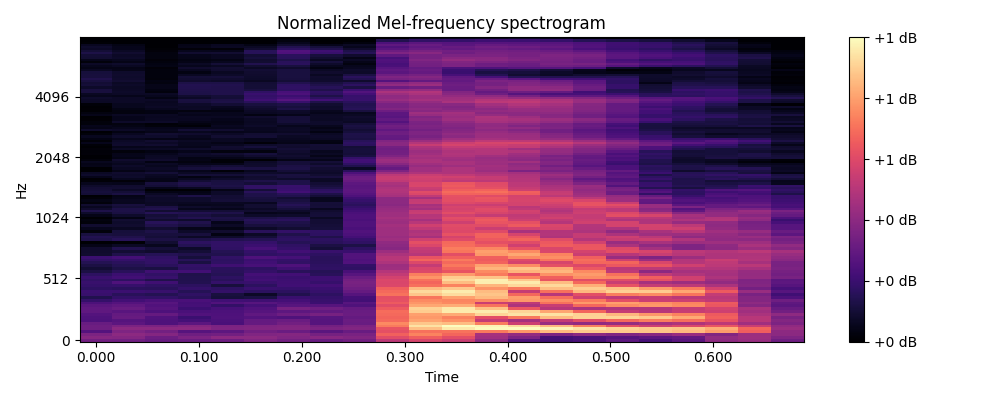 Normalized Mel-frequency spectrogram
+1 dB
+1 dB
+1 dB
+0 dB
+0 dB
+0 dB
4096
2048
1024
512
0
Hz
0.000 0.100 0.200 0.300 0.400 0.500 0.600
Time